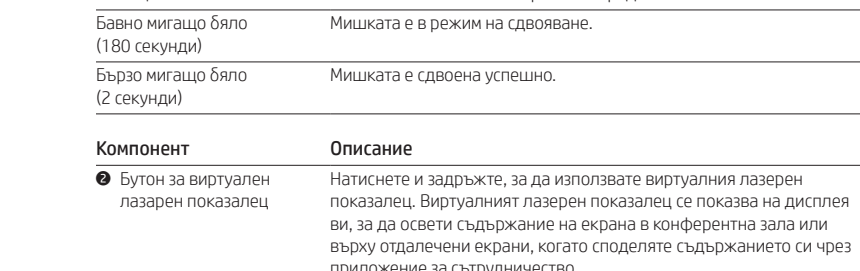 Бавно мигащо бяло Мишката е в режим на сдвояване.
(180 секунди)
Бързо мигащо бяло Мишката е сдвоена успешно.
(2 секунди)
Компонент Описание
❷ Бутон за виртуален Натиснете и задръжте, за да използвате виртуалния лазерен
лазарен показалец показалец. Виртуалният лазерен показалец се показва на дисплея
ви, за да освети съдържание на екрана в конферентна зала или
върху отдалечени екрани, когато споделяте съдържанието си чрез
приложение за сътрудничество.